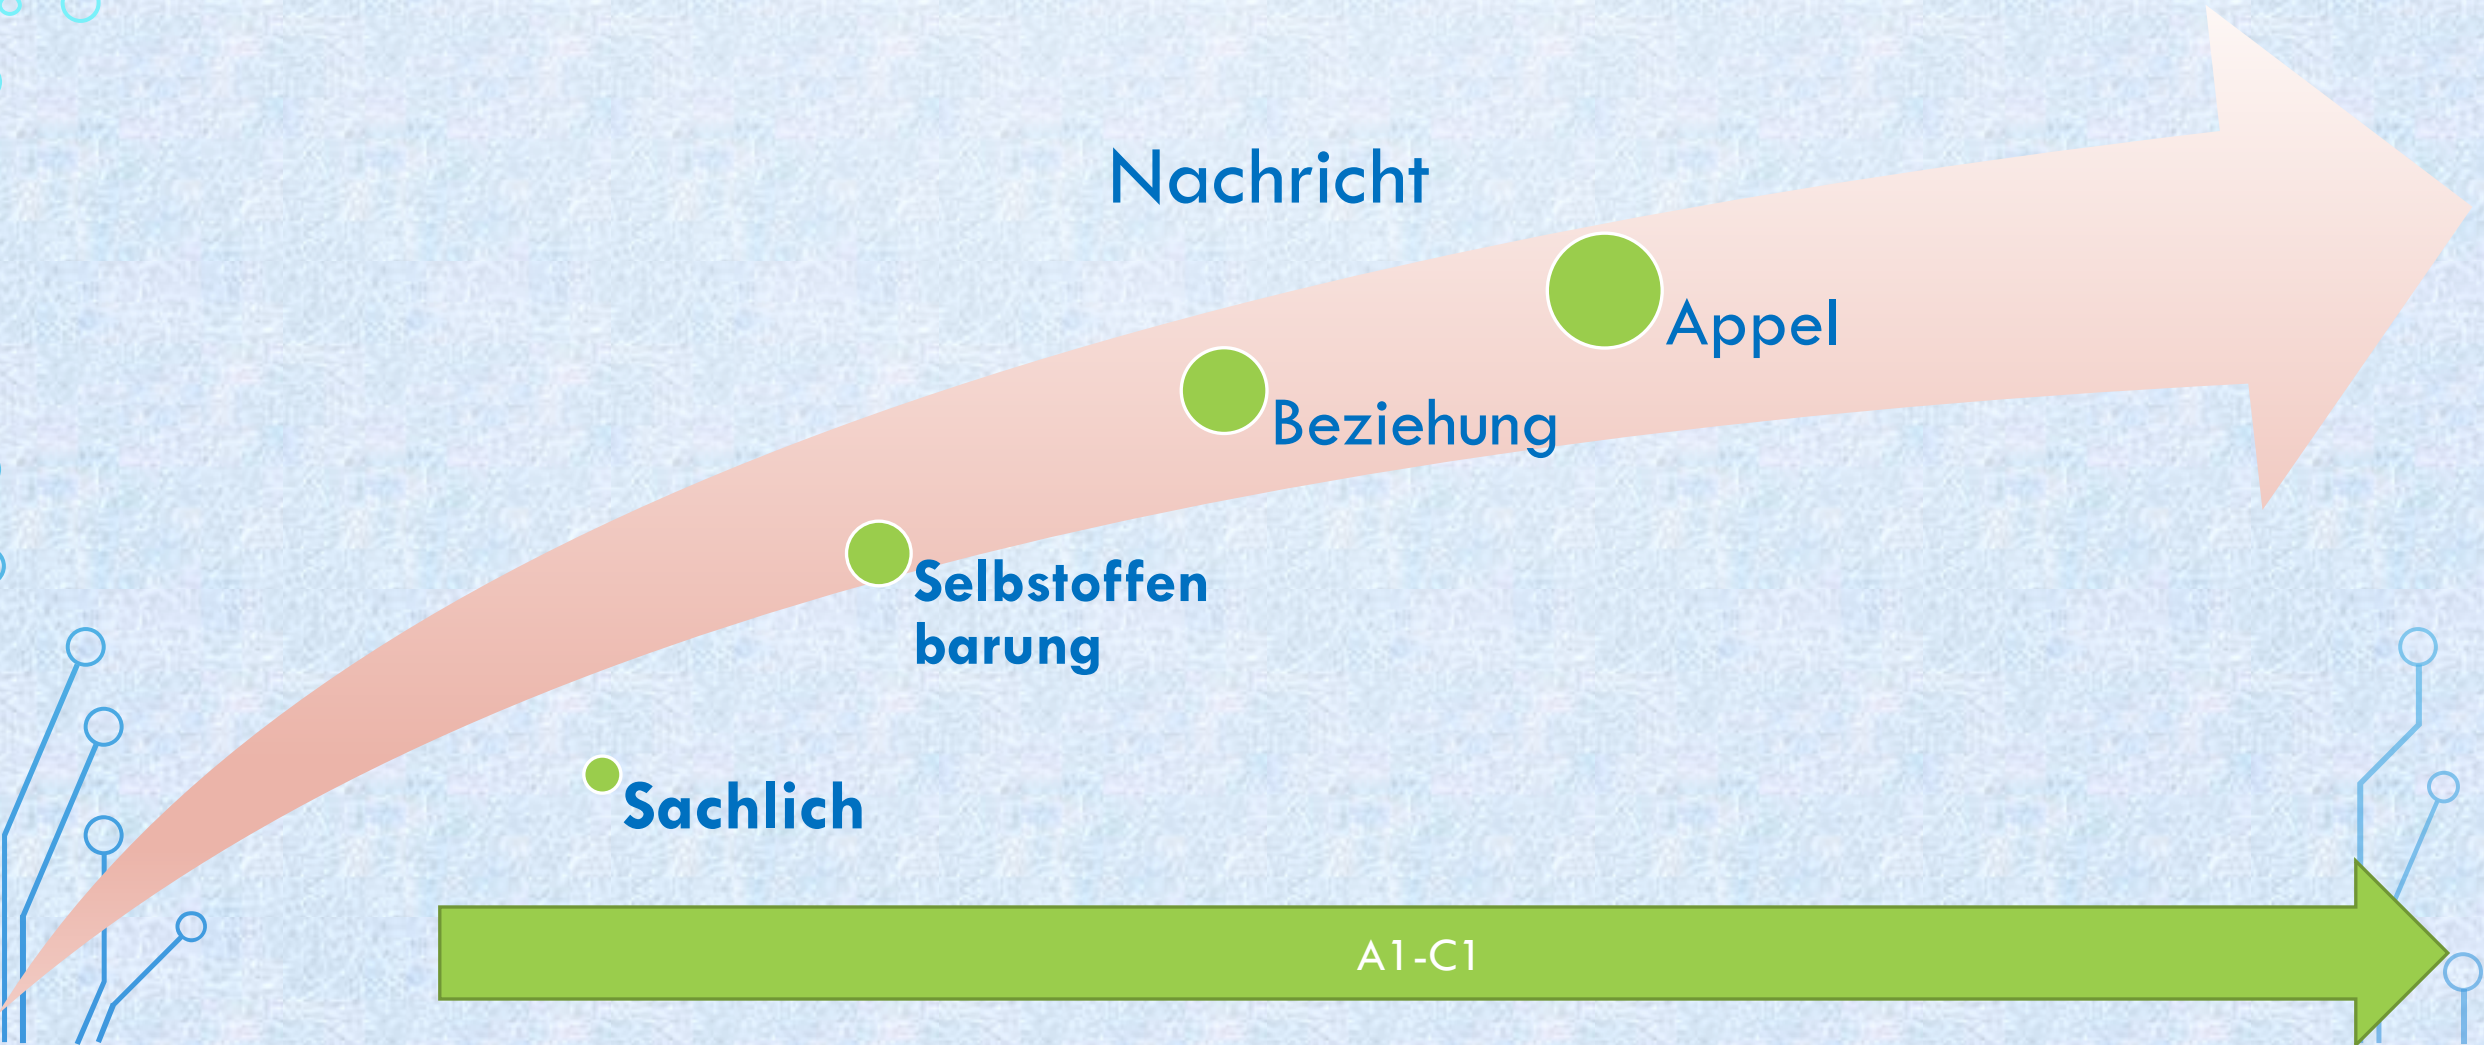 Nachricht
Appel
Beziehung
Selbstoffen
barung
Sachlich
A1-C1